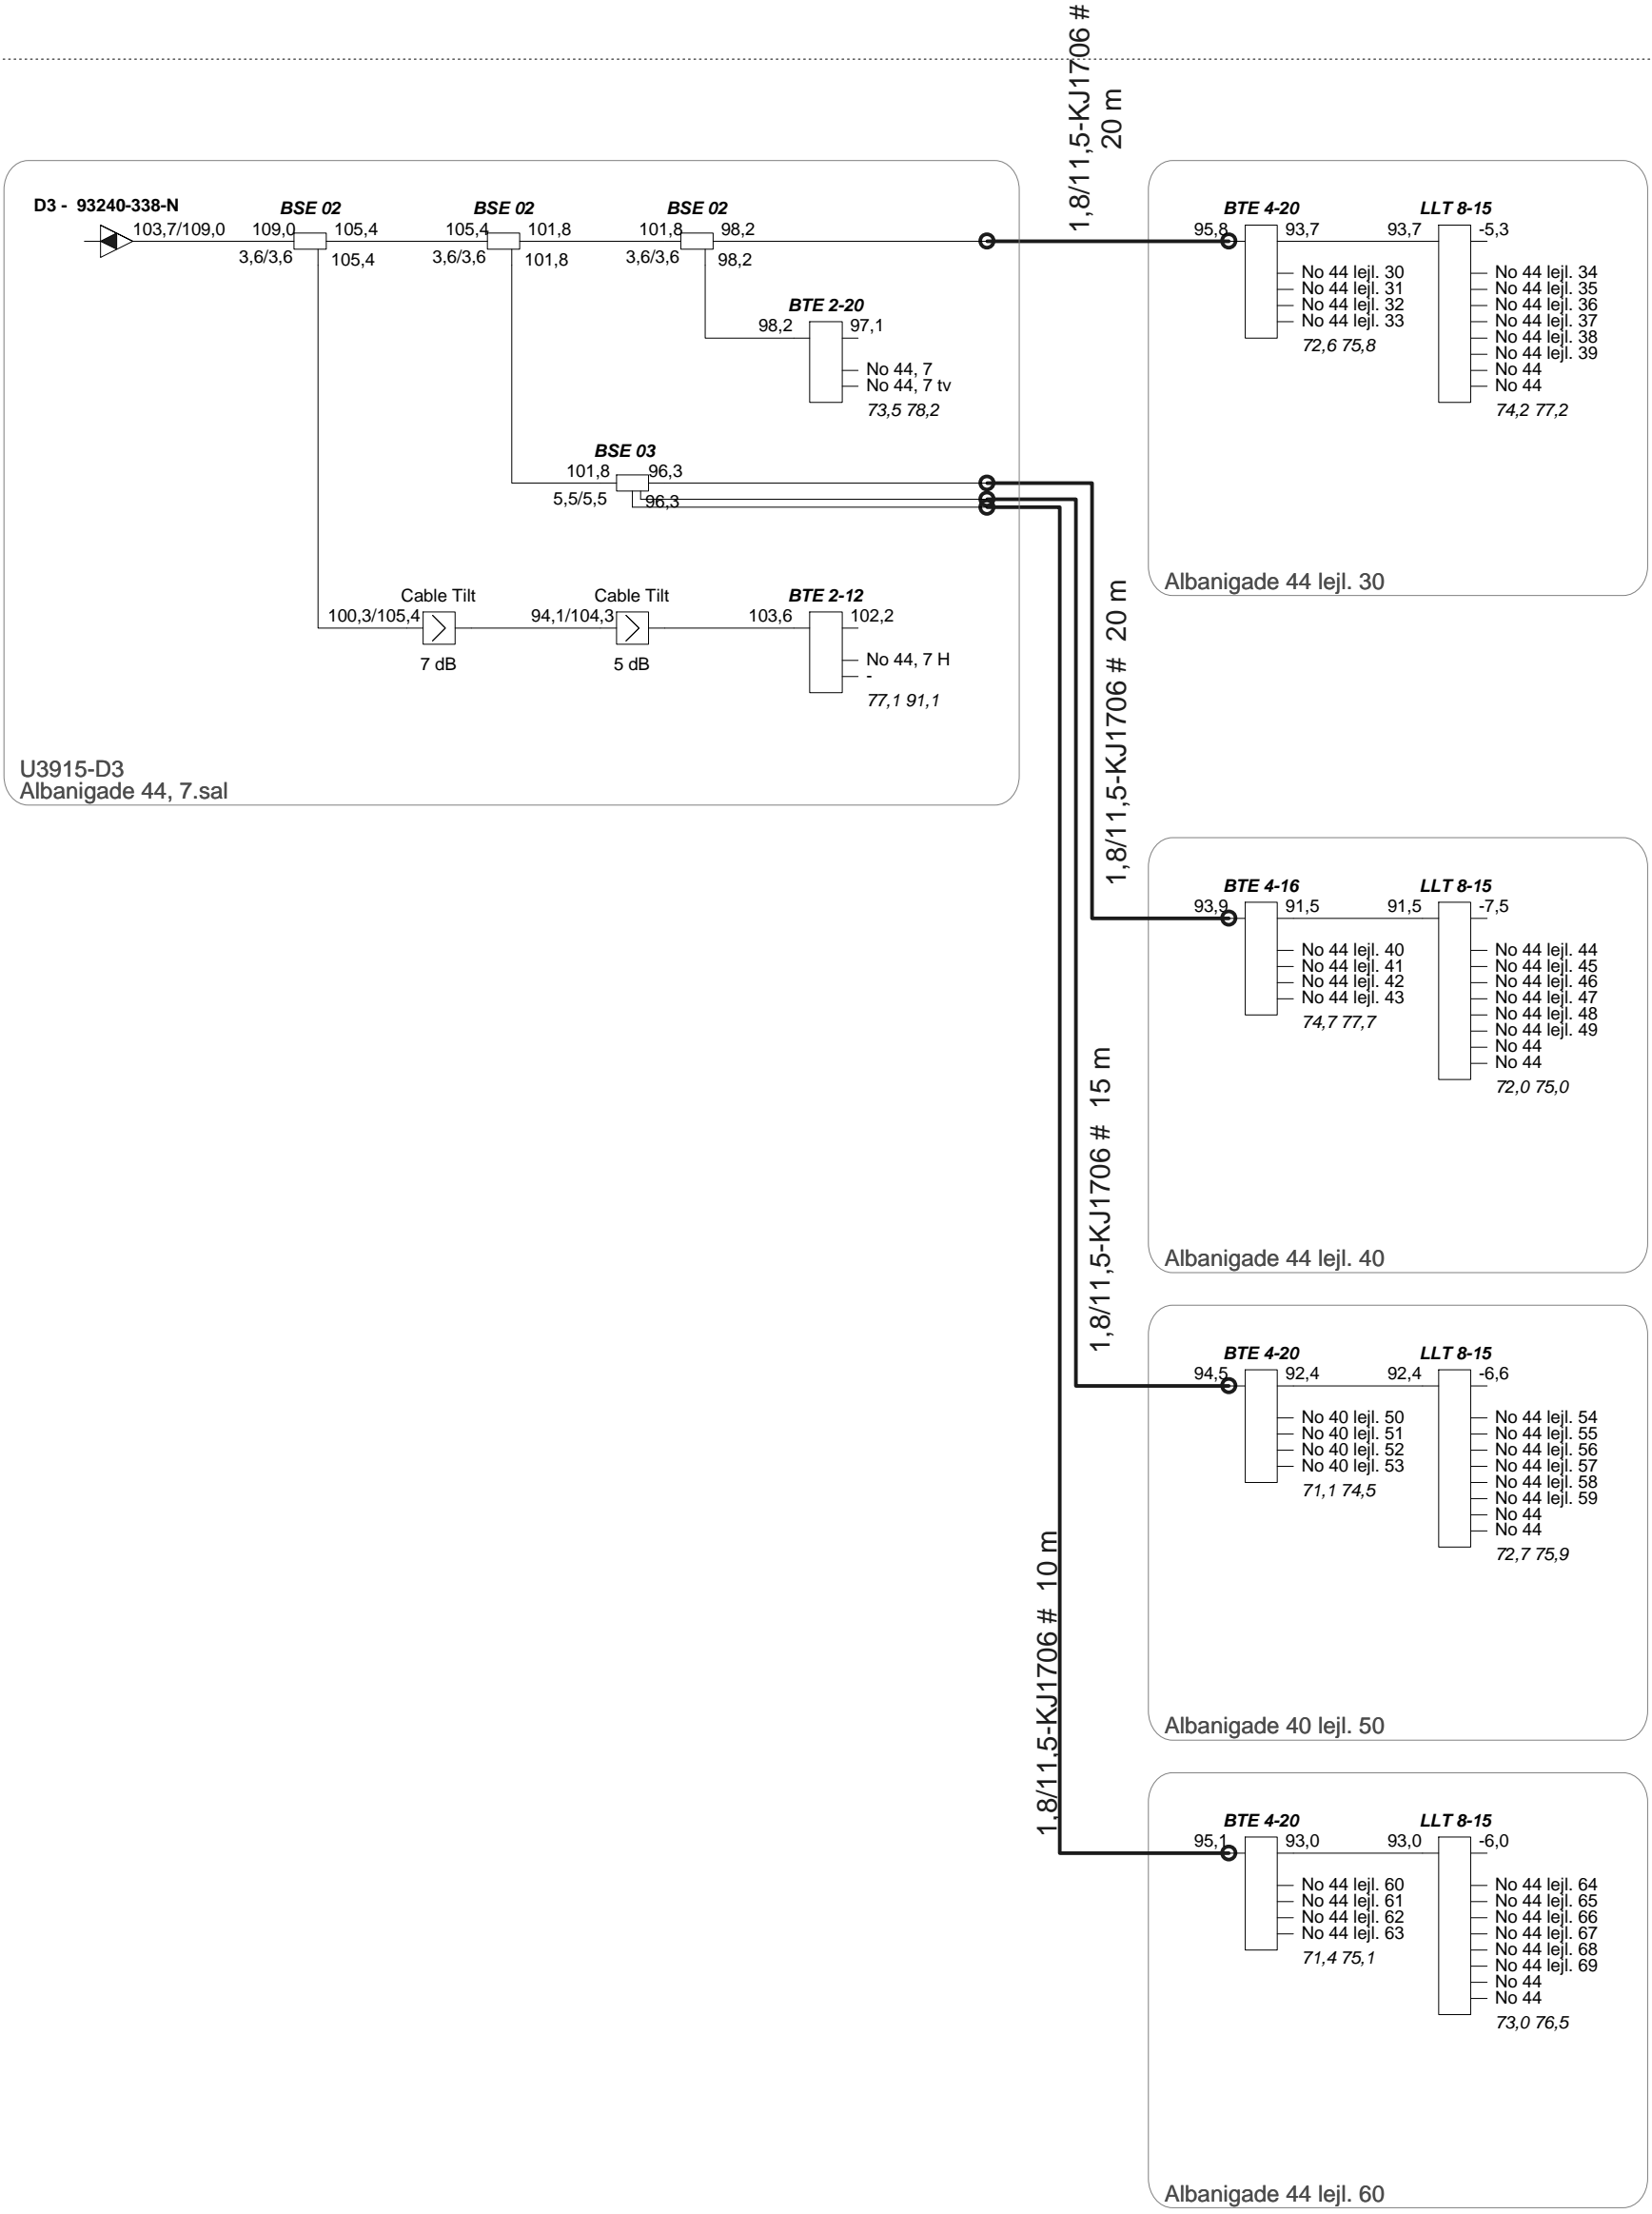 1,8/11,5-KJ1706 #
20 m
D3 - 93240-338-N
103,7/109,0
BSE 02
109,0
105,4
3,6/3,6
105,4
BSE 02
105,4
101,8
3,6/3,6
101,8
BSE 02
101,8
98,2
3,6/3,6
98,2
BTE 2-20
98,2
97,1
No 44, 7
No 44, 7 tv
73,5 78,2
BSE 03
101,8
96,3
5,5/5,5
96,3
Cable Tilt
100,3/105,4
7 dB
Cable Tilt
94,1/104,3
5 dB
BTE 2-12
103,6
102,2
No 44, 7 H
-
77,1 91,1
U3915-D3
Albanigade 44, 7.sal
BTE 4-20
95,8
93,7
No 44 lejl. 30
No 44 lejl. 31
No 44 lejl. 32
No 44 lejl. 33
72,6 75,8
LLT 8-15
93,7
-5,3
No 44 lejl. 34
No 44 lejl. 35
No 44 lejl. 36
No 44 lejl. 37
No 44 lejl. 38
No 44 lejl. 39
No 44
No 44
74,2 77,2
Albanigade 44 lejl. 30
1,8/11,5-KJ1706 # 20 m
BTE 4-16
93,9
91,5
No 44 lejl. 40
No 44 lejl. 41
No 44 lejl. 42
No 44 lejl. 43
74,7 77,7
LLT 8-15
91,5
-7,5
No 44 lejl. 44
No 44 lejl. 45
No 44 lejl. 46
No 44 lejl. 47
No 44 lejl. 48
No 44 lejl. 49
No 44
No 44
72,0 75,0
Albanigade 44 lejl. 40
1,8/11,5-KJ1706 # 15 m
BTE 4-20
94,5
92,4
No 40 lejl. 50
No 40 lejl. 51
No 40 lejl. 52
No 40 lejl. 53
71,1 74,5
LLT 8-15
92,4
-6,6
No 44 lejl. 54
No 44 lejl. 55
No 44 lejl. 56
No 44 lejl. 57
No 44 lejl. 58
No 44 lejl. 59
No 44
No 44
72,7 75,9
Albanigade 40 lejl. 50
1,8/11,5-KJ1706 # 10 m
BTE 4-20
95,1
93,0
No 44 lejl. 60
No 44 lejl. 61
No 44 lejl. 62
No 44 lejl. 63
71,4 75,1
LLT 8-15
93,0
-6,0
No 44 lejl. 64
No 44 lejl. 65
No 44 lejl. 66
No 44 lejl. 67
No 44 lejl. 68
No 44 lejl. 69
No 44
No 44
73,0 76,5
Albanigade 44 lejl. 60